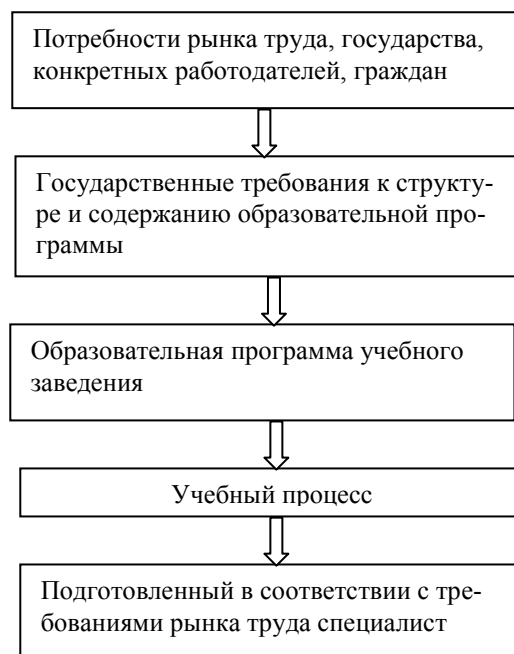 Потребности рынка труда, государства,
конкретных работодателей, граждан
Государственные требования к структу-
ре и содержанию образовательной про-
граммы
Образовательная программа учебного
заведения
Учебный процесс
Подготовленный в соответствии с тре-
бованиями рынка труда специалист